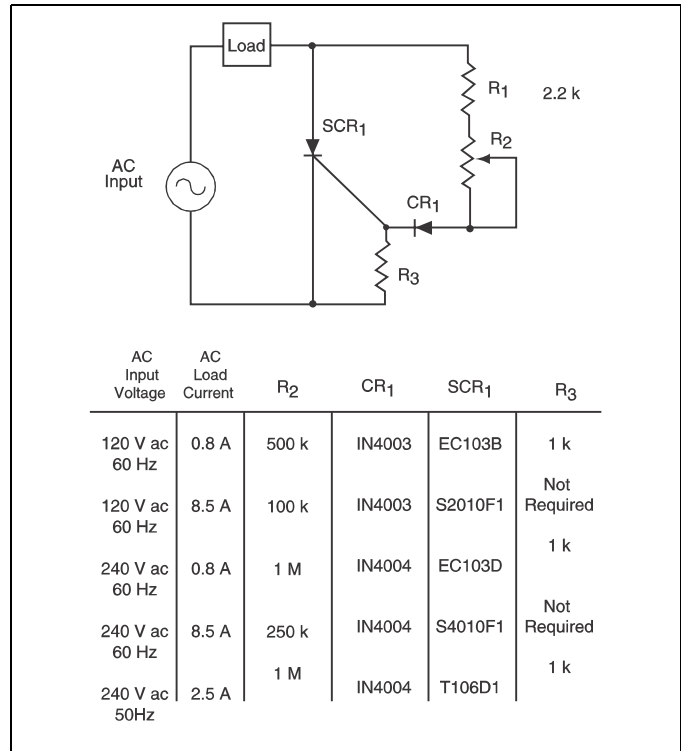 Load
R1
2.2 k
SCR1
R2
AC
Input
CR1
R3
AC
Input
Voltage
AC
Load
Current
R2
CR1
SCR1
R3
120 V ac
60 Hz
0.8 A
500 k
IN4003
EC103B
1 k
120 V ac
60 Hz
8.5 A
100 k
IN4003
S2010F1
Not
Required
240 V ac
60 Hz
0.8 A
1 M
IN4004
EC103D
1 k
240 V ac
60 Hz
8.5 A
250 k
IN4004
S4010F1
Not
Required
240 V ac
50Hz
2.5 A
1 M
IN4004
T106D1
1 k